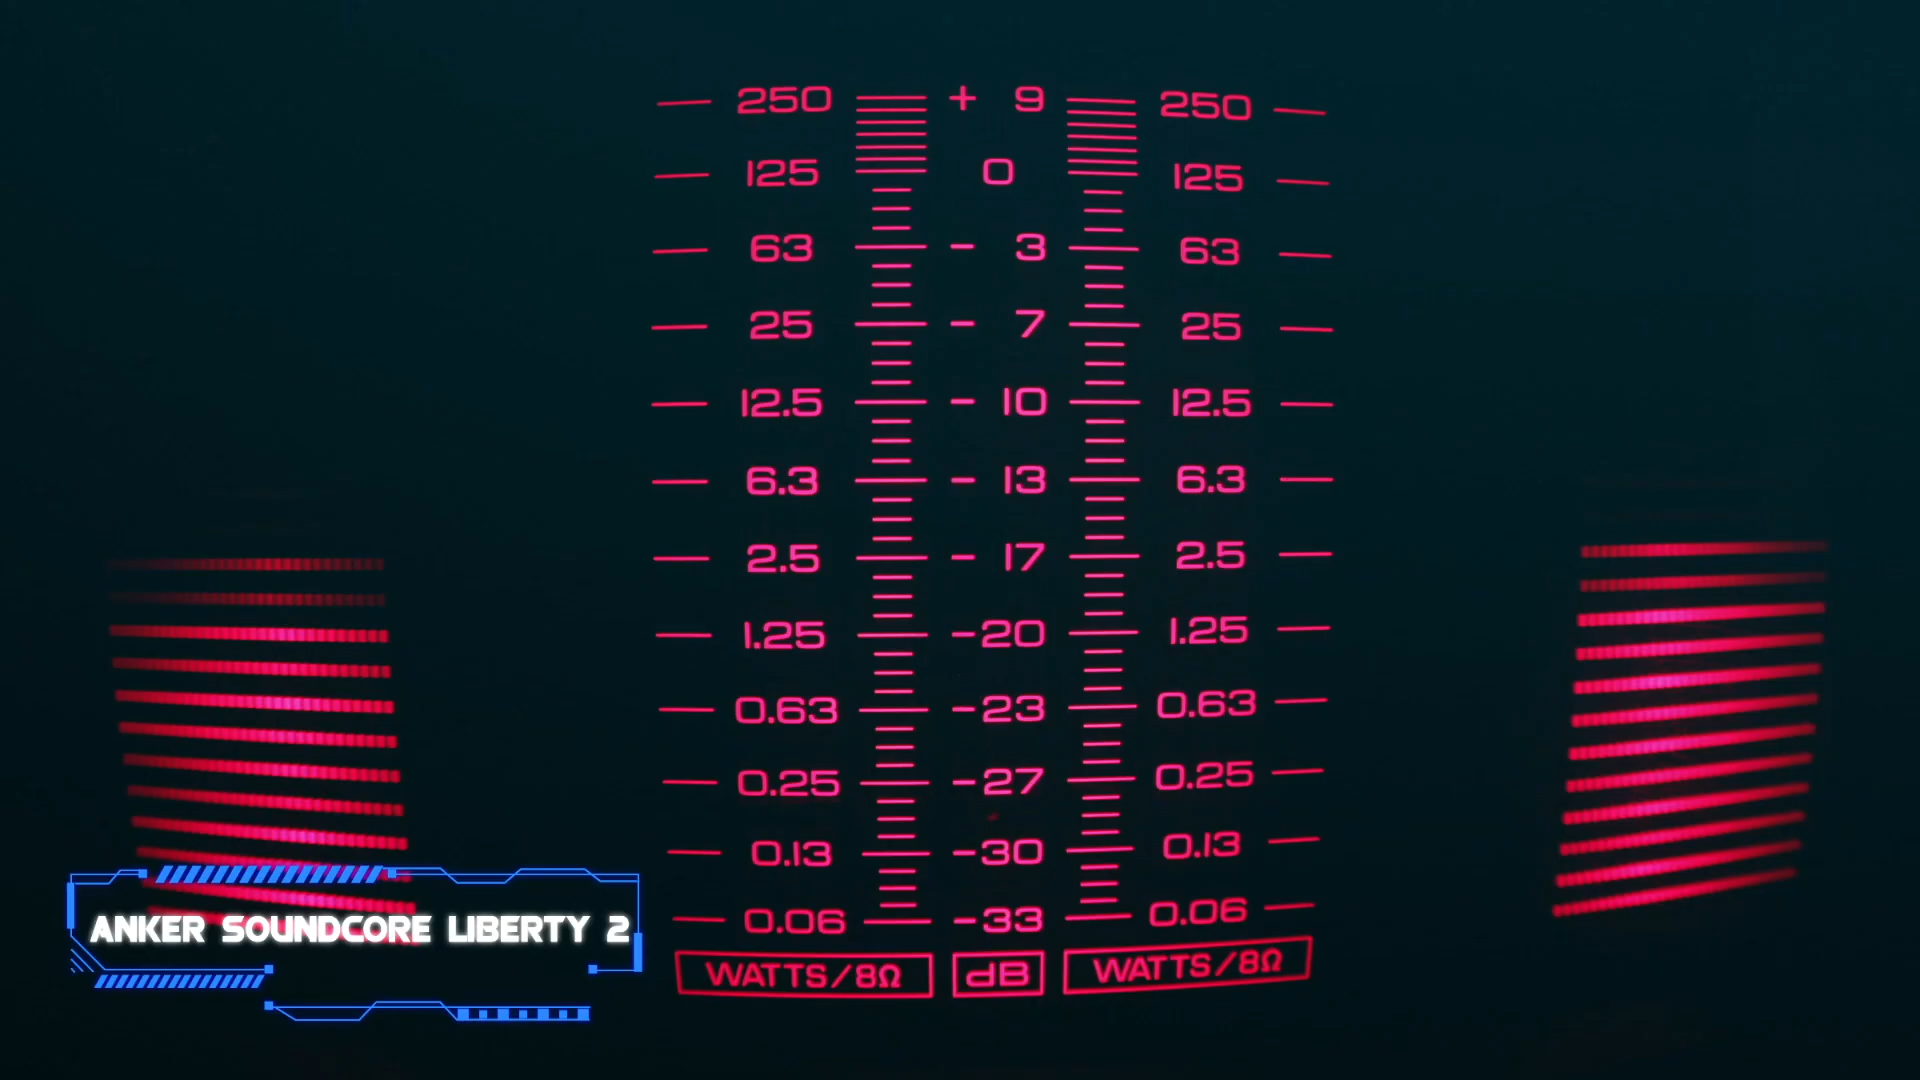 250 + 9 250
125 0 125
63 - 3 63
25 - 7 25
12.5 - 10 12.5
6.3 - 13 6.3
2.5 - 17 2.5
1.25 -20 1.25
0.63 -23 0.63
0.25 -27 0.25
0.13 -30 0.13
0.06 -33 0.06
WATTS/8Ω dB WATTS/8Ω
ANKER SOUNDCORE LIBERTY 2